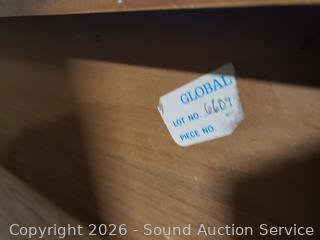 GLOBAL
LOT NO. 6609
PIECE NO.
Copyright 2026 - Sound Auction Service